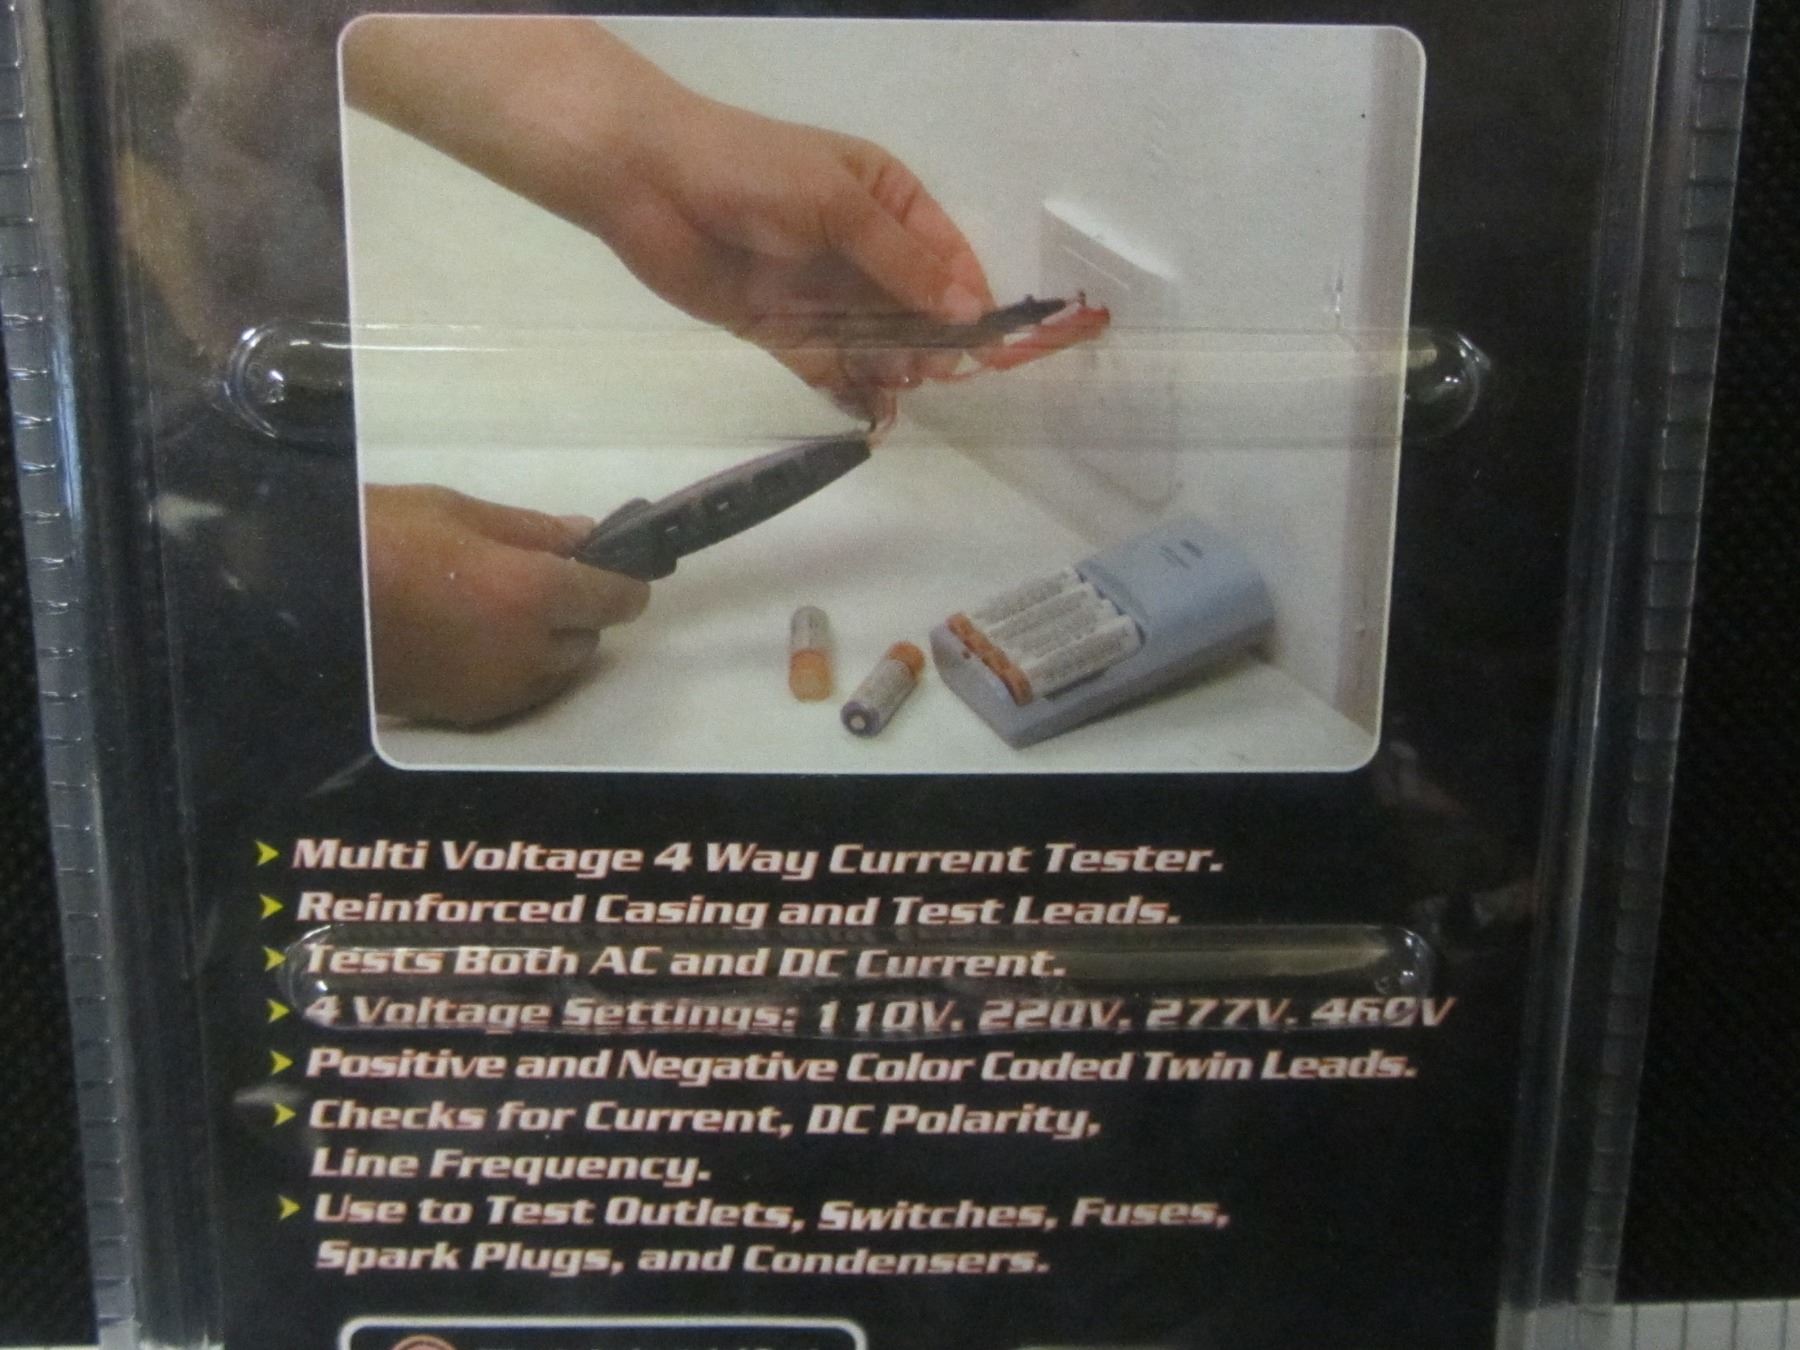 Multi Voltage 4 Way Current Tester.
Reinforced Casing and Test Leads.
Tests Both AC and DC Current.
4 Voltage Settings: 110V. 220V. 277V. 460V
Positive and Negative Color Coded Twin Leads.
Checks for Current, DC Polarity,
Line Frequency.
Use to Test Outlets, Switches, Fuses,
Spark Plugs, and Condensers.